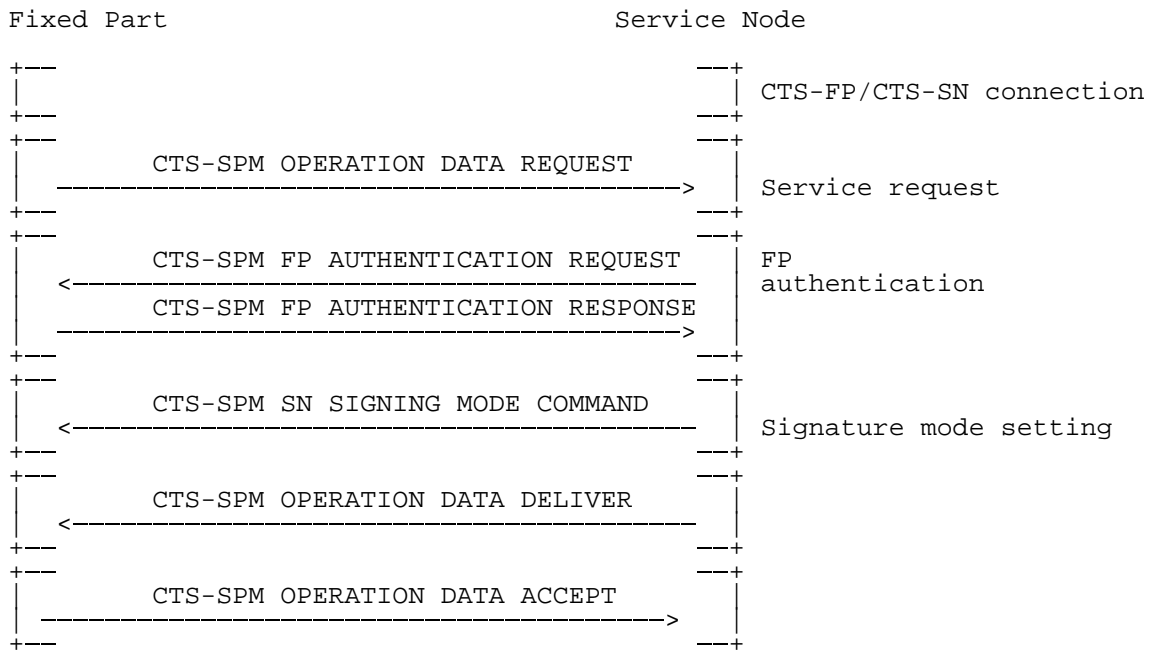 Fixed Part Service Node
CTS-FP/CTS-SN connection
CTS-SPM OPERATION DATA REQUEST
Service request
CTS-SPM FP AUTHENTICATION REQUEST FP
authentication
CTS-SPM FP AUTHENTICATION RESPONSE
CTS-SPM SN SIGNING MODE COMMAND
Signature mode setting
CTS-SPM OPERATION DATA DELIVER
CTS-SPM OPERATION DATA ACCEPT